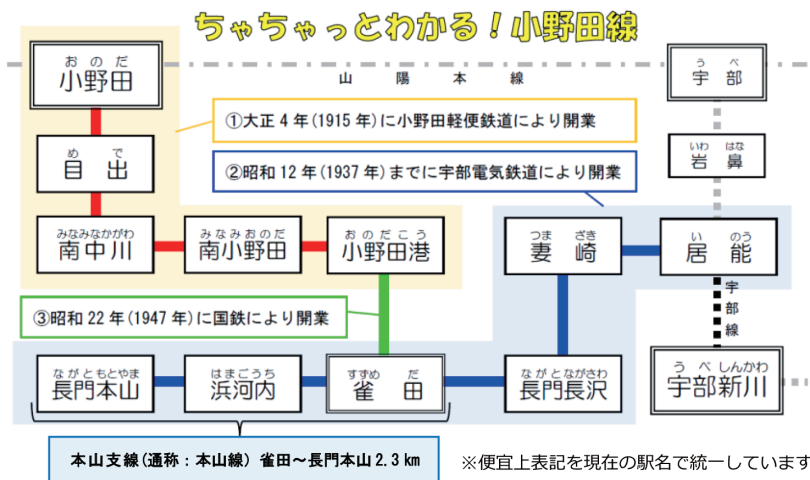 ちゃちゃっとわかる！小野田線
おのだ
小野田
うべ
宇部
山陽本線
①大正4年(1915年)に小野田軽便鉄道により開業
いわ はな
岩鼻
めで
目出
②昭和12年(1937年)までに宇部電気鉄道により開業
みなみなかがわ
南中川
みなみおのだ
南小野田
おのだこう
小野田港
つま ざき
妻崎
い のう
居能
宇部線
③昭和22年(1947年)に国鉄により開業
ながともとやま
長門本山
はまごうち
浜河内
すずめ だ
雀田
ながとながさわ
長門長沢
うべしんかわ
宇部新川
本山支線(通称：本山線) 雀田～長門本山2.3km
※便宜上表記を現在の駅名で統一しています